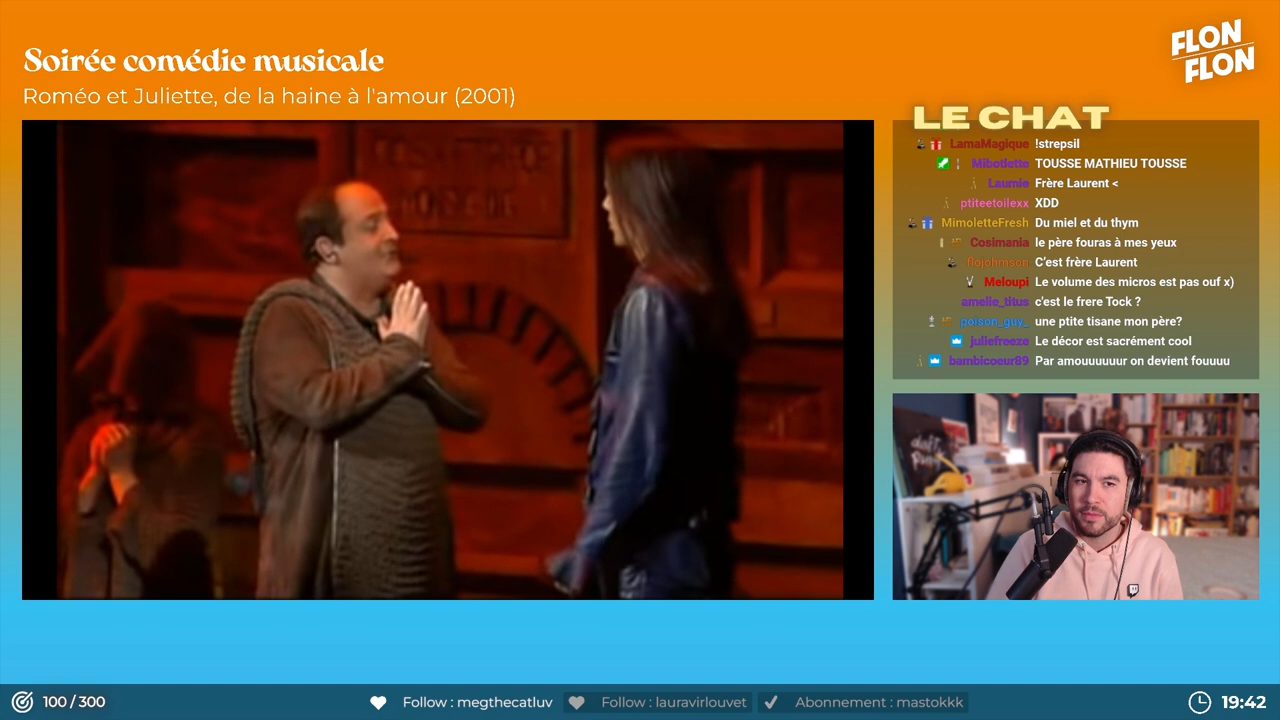 Soirée comédie musicale
Roméo et Juliette, de la haine à l'amour (2001)
FLON
FLON
LE CHAT
LamaMagique !strepsil
Mibotlette TOUSSE MATHIEU TOUSSE
Laurnie Frère Laurent <
ptiteetoilexx XDD
MimoletteFresh Du miel et du thym
Cosimania le père fouras à mes yeux
flojohnson C'est frère Laurent
Meloupi Le volume des micros est pas ouf x)
amelie_titus c'est le frere Tock ?
poison_guy_ une ptite tisane mon père?
juliefreeze Le décor est sacrément cool
bambicoeur89 Par amouuuuuur on devient fouuuu
100 / 300
Follow : megthecatluv
Follow : lauravirlouvet
Abonnement : mastokkk
19:42